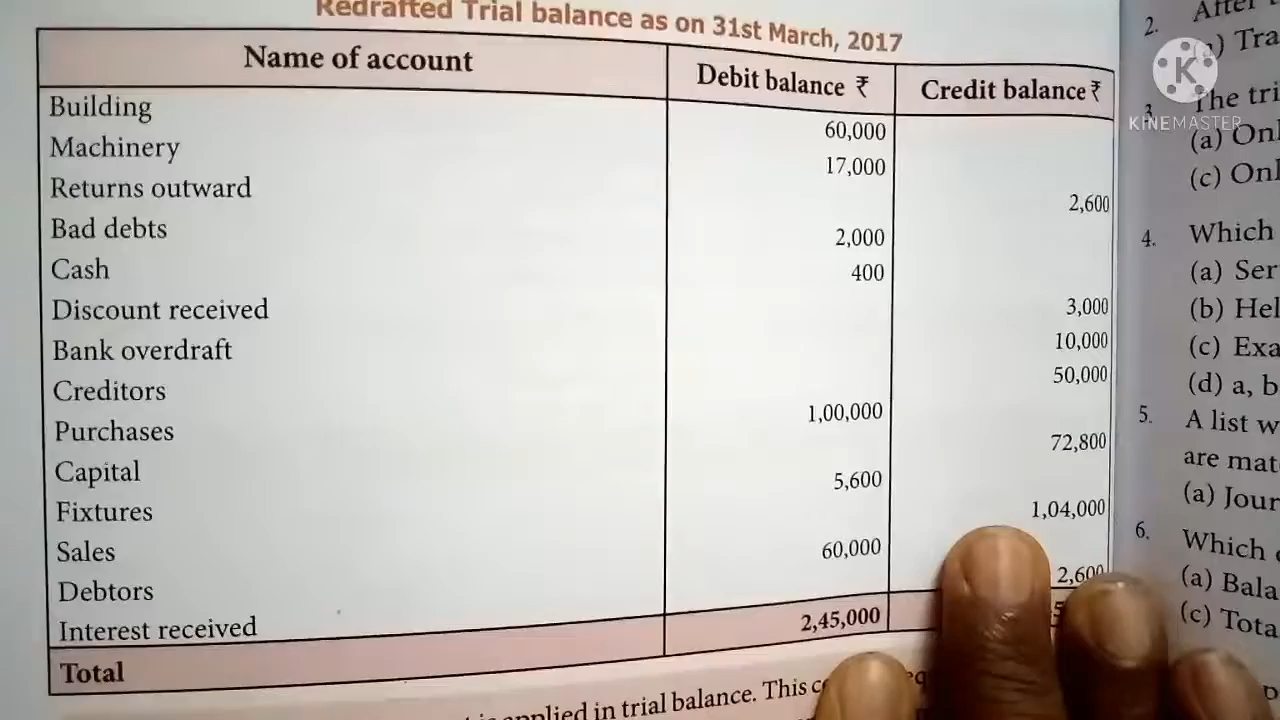 Redrafted Trial balance as on 31st March, 2017
Name of account Debit balance ₹ Credit balance ₹
Building 60,000
Machinery 17,000
Returns outward 2,600
Bad debts 2,000
Cash 400
Discount received 3,000
Bank overdraft 10,000
Creditors 50,000
Purchases 1,00,000
Capital 72,800
Fixtures 5,600
Sales 1,04,000
Debtors 60,000
Interest received 2,600
Total 2,45,000
applied in trial balance. This
2. After
Tra
3. The tri
(a) Onl
(c) Onl
4. Which
(a) Ser
(b) Hel
(c) Exa
(d) a, b
5. A list w
are mat
(a) Jour
6. Which
(a) Bala
(c) Tota
K
KINEMASTER